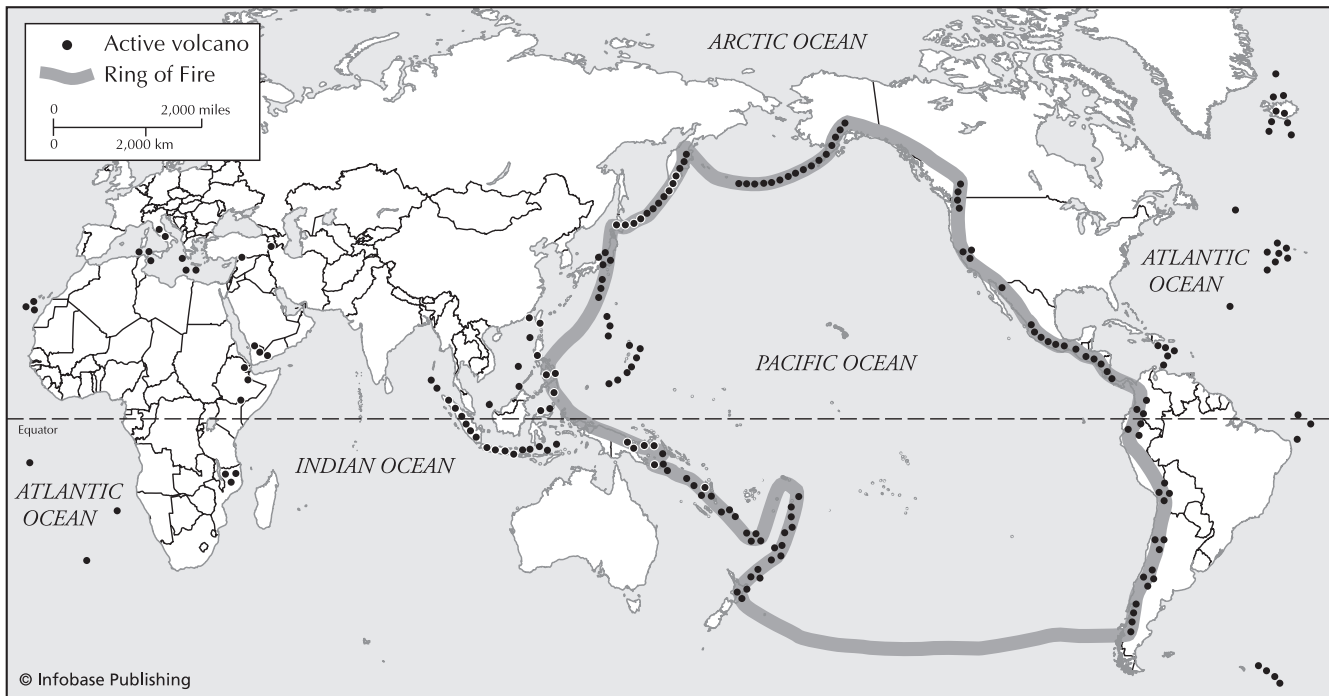 Active volcano
Ring of Fire
0 2,000 miles
0 2,000 km
ARCTIC OCEAN
ATLANTIC
OCEAN
PACIFIC OCEAN
Equator
INDIAN OCEAN
ATLANTIC
OCEAN
© Infobase Publishing